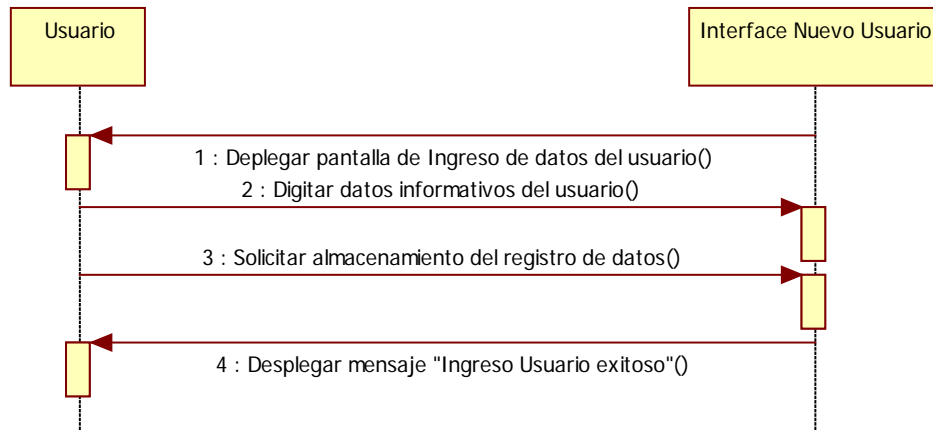 Usuario
Interface Nuevo Usuario
1 : Deplegar pantalla de Ingreso de datos del usuario()
2 : Digitar datos informativos del usuario()
3 : Solicitar almacenamiento del registro de datos()
4 : Desplegar mensaje "Ingreso Usuario exitoso"()